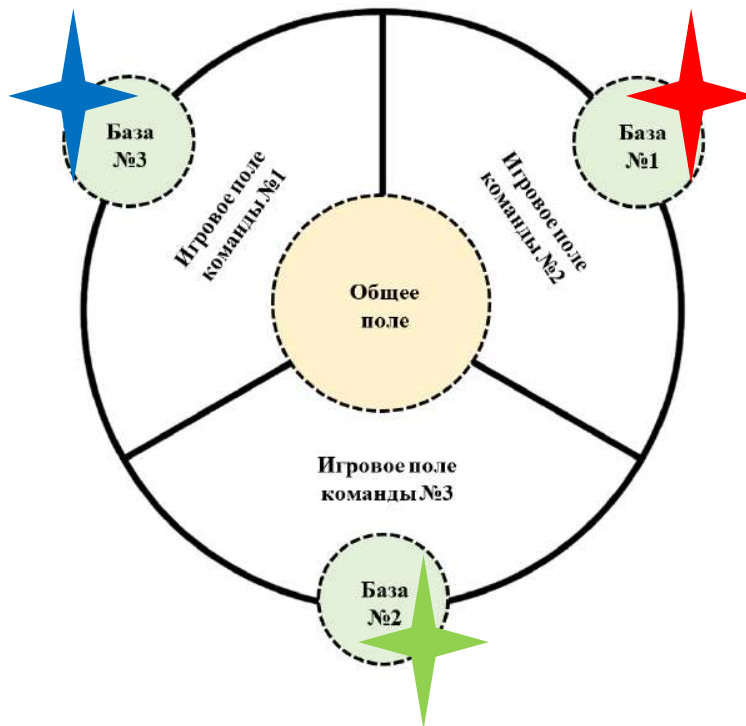 База
№3
База
№1
Игровое поле
команды №1
Игровое поле
команды №2
Общее
поле
Игровое поле
команды №3
База
№2